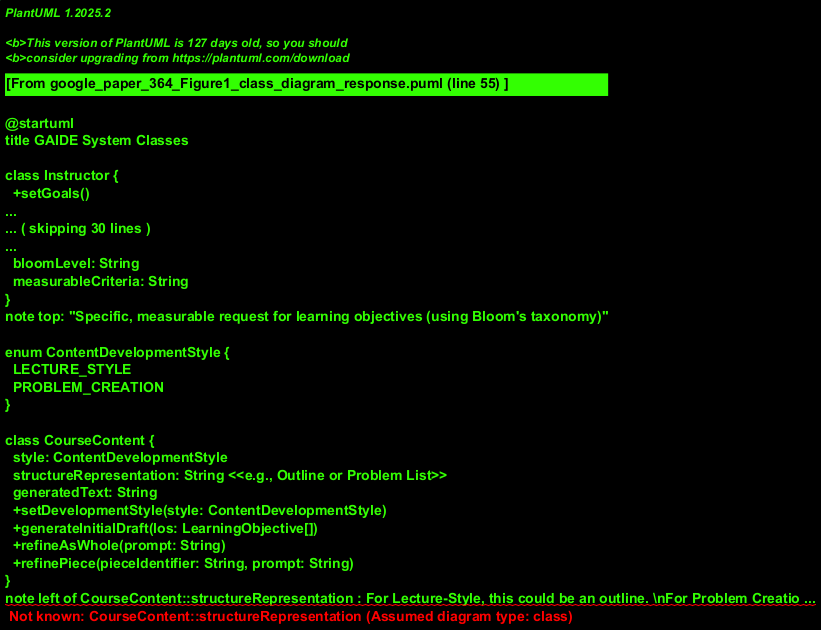 PlantUML 1.2025.2
<b>This version of PlantUML is 127 days old, so you should
<b>consider upgrading from https://plantuml.com/download
[From google_paper_364_Figure1_class_diagram_response.puml (line 55) ]
@startuml
title GAIDE System Classes
class Instructor {
+setGoals()
...
... ( skipping 30 lines )
...
bloomLevel: String
measurableCriteria: String
}
note top: "Specific, measurable request for learning objectives (using Bloom's taxonomy)"
enum ContentDevelopmentStyle {
LECTURE_STYLE
PROBLEM_CREATION
}
class CourseContent {
style: ContentDevelopmentStyle
structureRepresentation: String <<e.g., Outline or Problem List>>
generatedText: String
+setDevelopmentStyle(style: ContentDevelopmentStyle)
+generateInitialDraft(los: LearningObjective[])
+refineAsWhole(prompt: String)
+refinePiece(pieceIdentifier: String, prompt: String)
}
note left of CourseContent::structureRepresentation : For Lecture-Style, this could be an outline. \nFor Problem Creatio ...
Not known: CourseContent::structureRepresentation (Assumed diagram type: class)